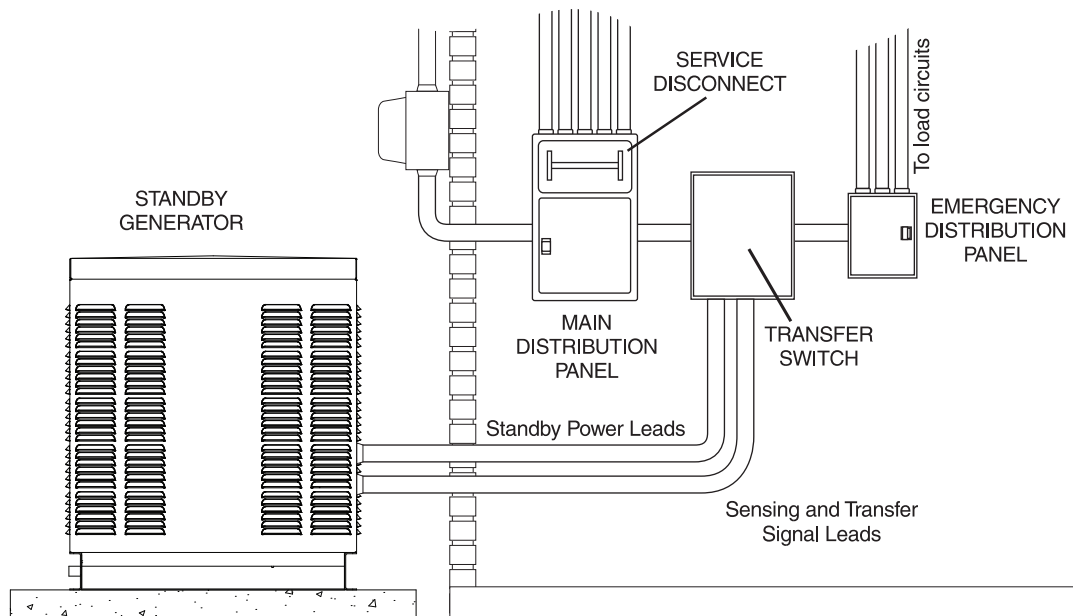 SERVICE
DISCONNECT
To load circuits
STANDBY
GENERATOR
EMERGENCY
DISTRIBUTION
PANEL
MAIN
DISTRIBUTION
PANEL
TRANSFER
SWITCH
Standby Power Leads
Sensing and Transfer
Signal Leads